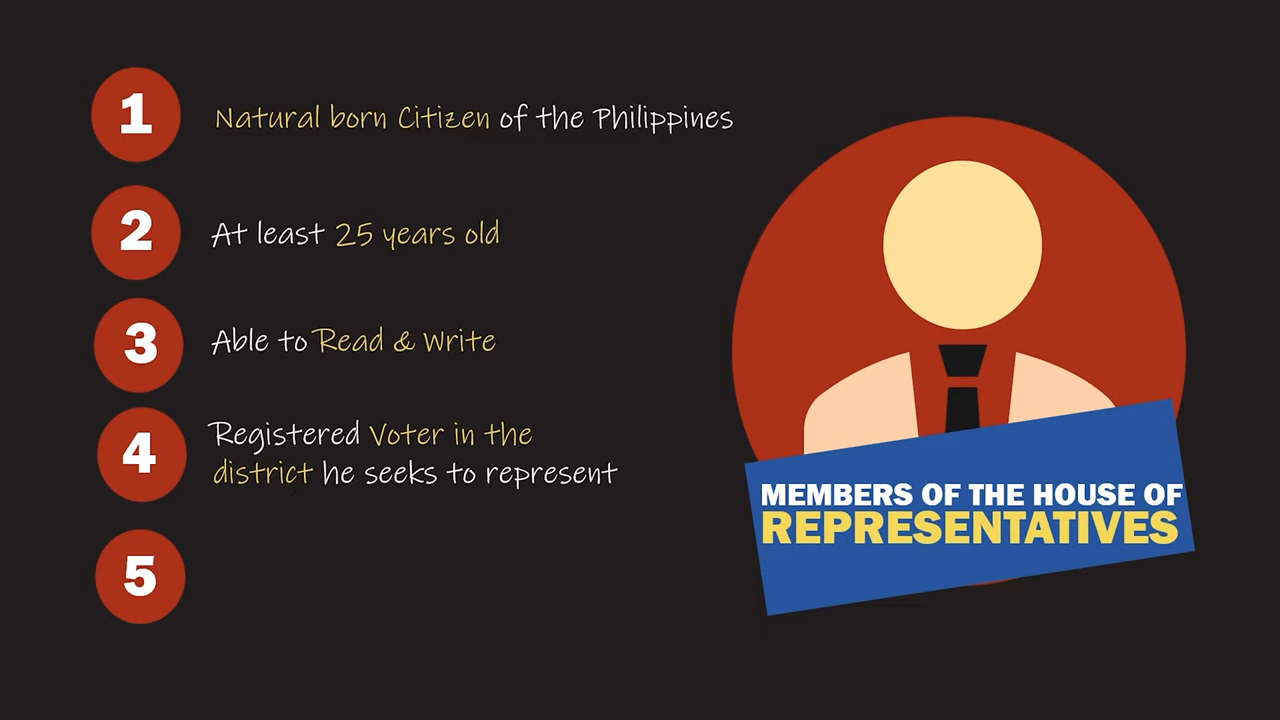 1
Natural born Citizen of the Philippines
2
At least 25 years old
3
Able to Read & Write
4
Registered Voter in the
district he seeks to represent
5
MEMBERS OF THE HOUSE OF
REPRESENTATIVES